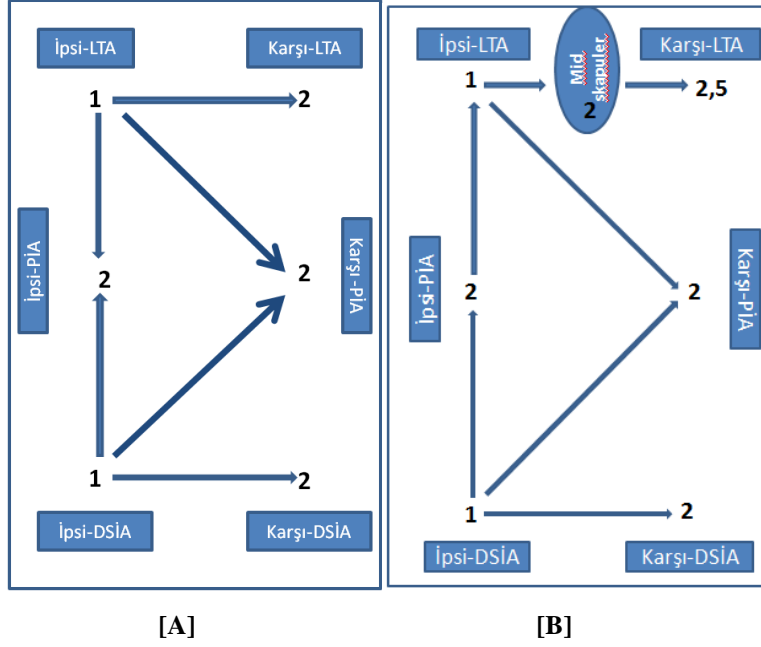 İpsi-LTA
Karşı-LTA
1
2
İpsi-PİA
2
2
Karşı -PİA
1
2
İpsi-DSİA
Karşı-DSİA
[A]
İpsi-LTA
Mid
skapuler
2
Karşı-LTA
1
2,5
İpsi-PİA
2
2
Karşı-PİA
1
2
İpsi-DSİA
Karşı-DSİA
[B]